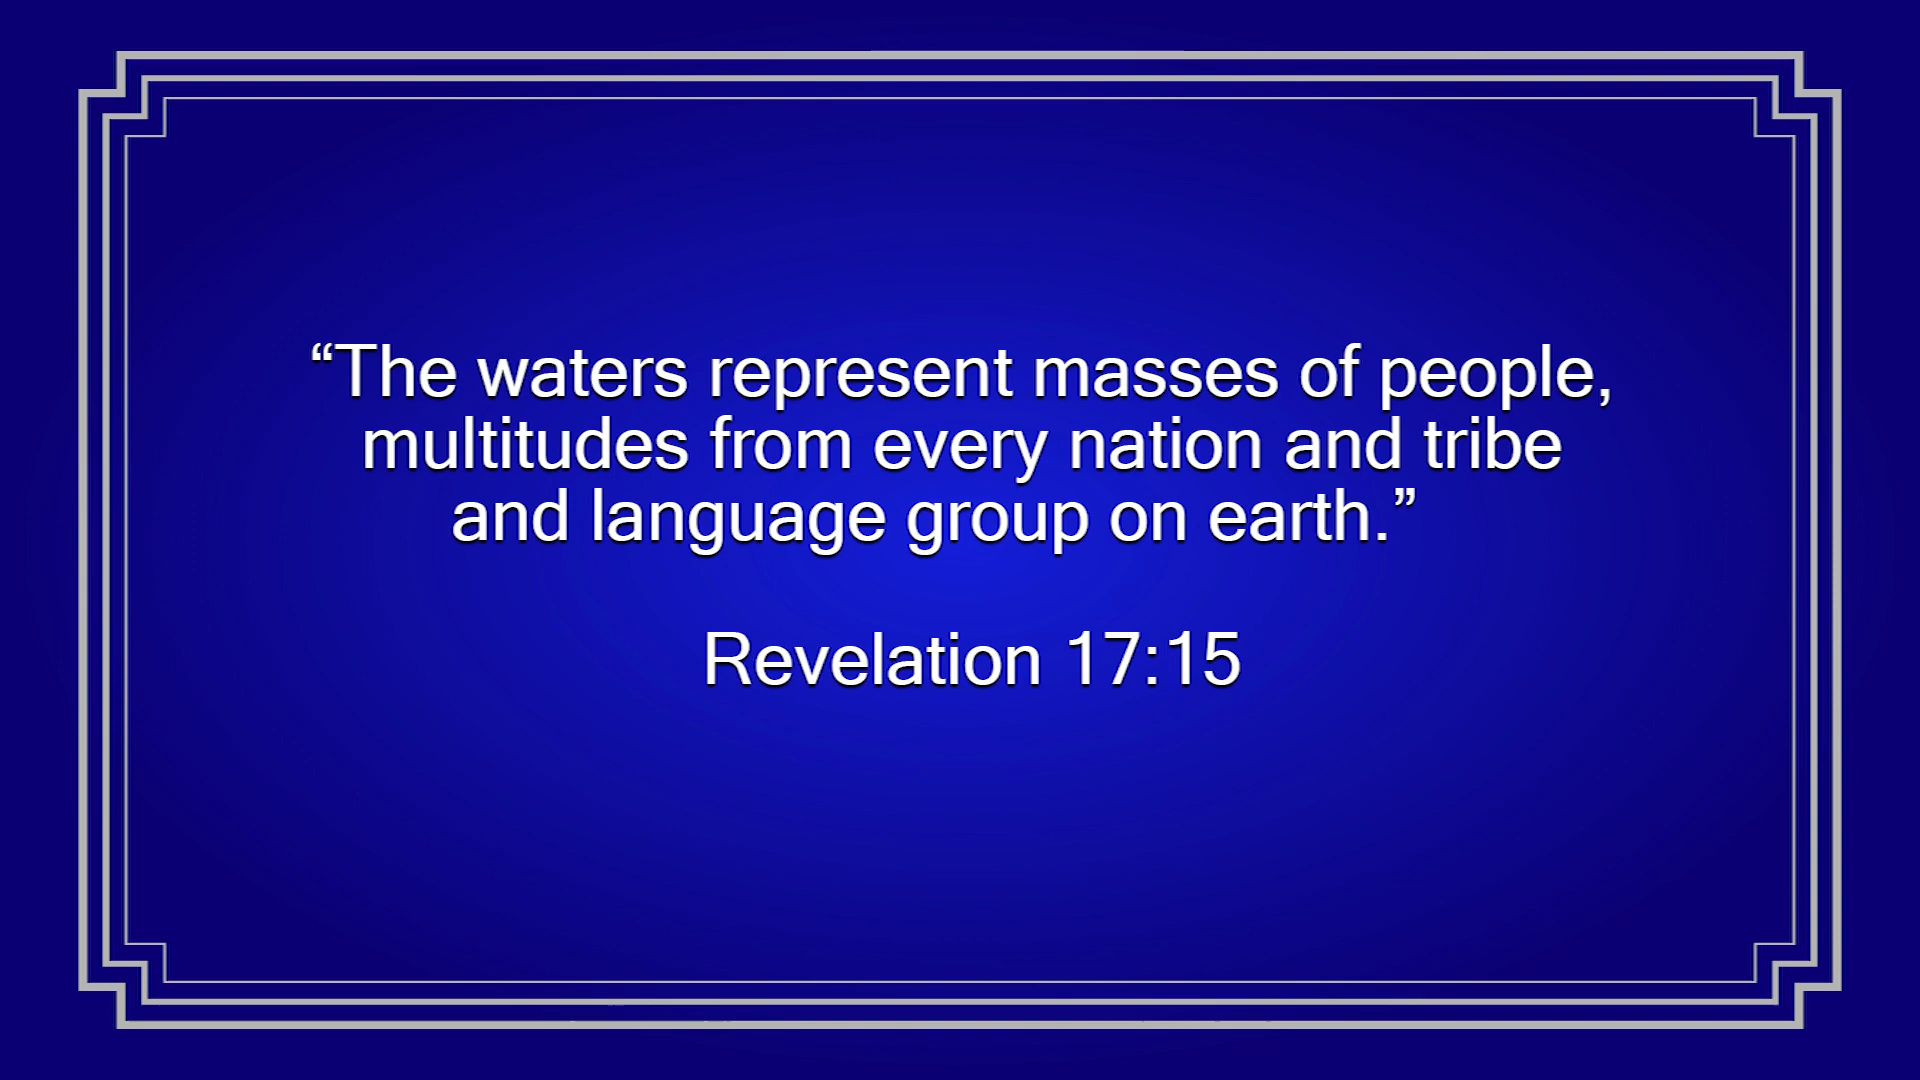 “The waters represent masses of people,
multitudes from every nation and tribe
and language group on earth.”
Revelation 17:15